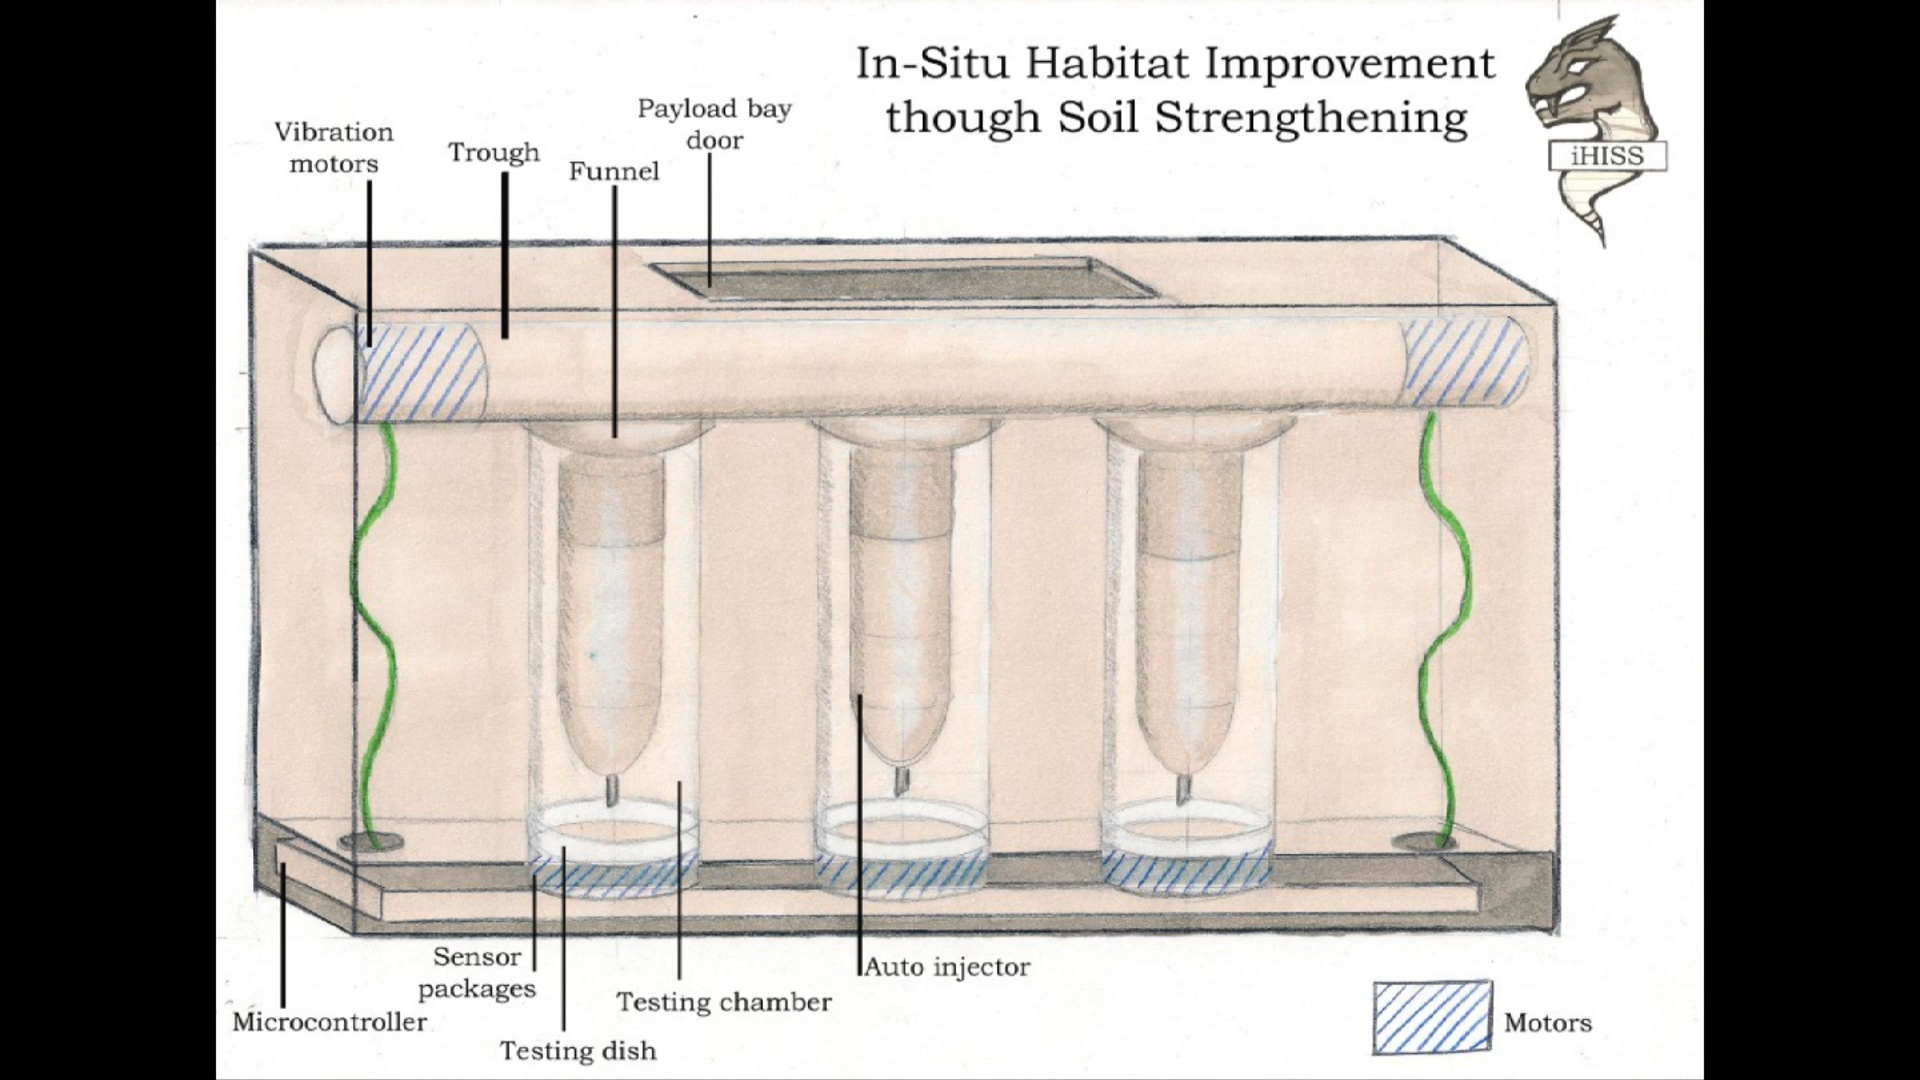 In-Situ Habitat Improvement
though Soil Strengthening
iHISS
Payload bay
door
Vibration
motors
Trough
Funnel
Sensor
packages
Auto injector
Testing chamber
Microcontroller
Testing dish
Motors